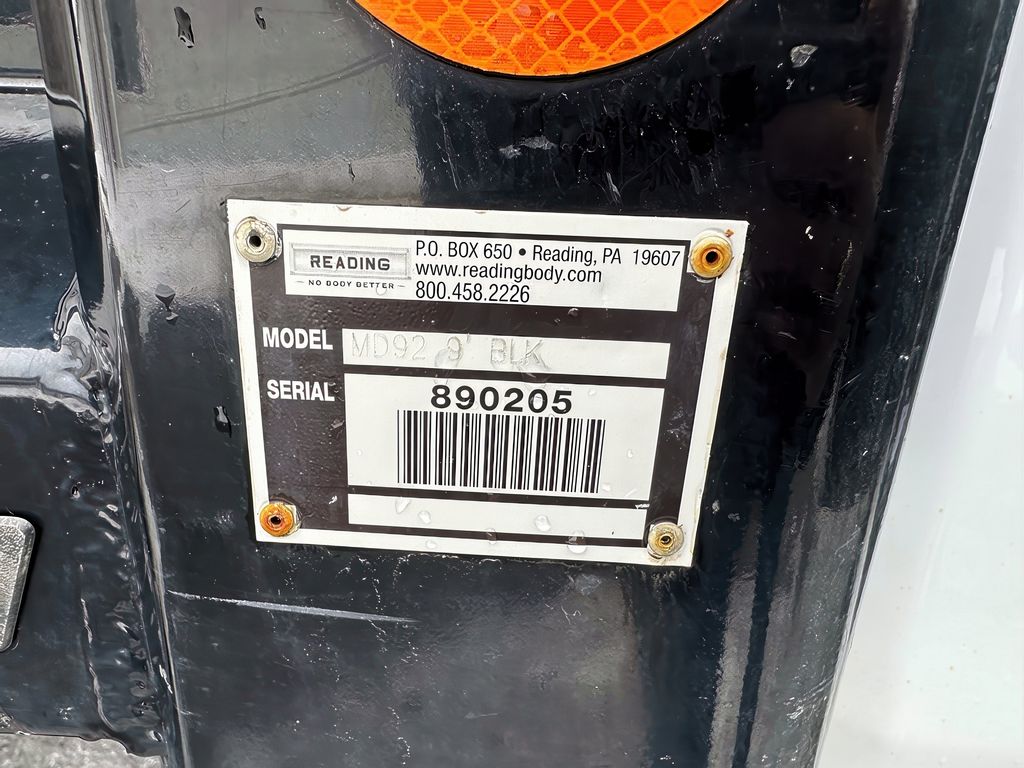 READING
NO BODY BETTER
P.O. BOX 650 • Reading, PA 19607
www.readingbody.com
800.458.2226
MODEL MD92 9' BLK
SERIAL 890205